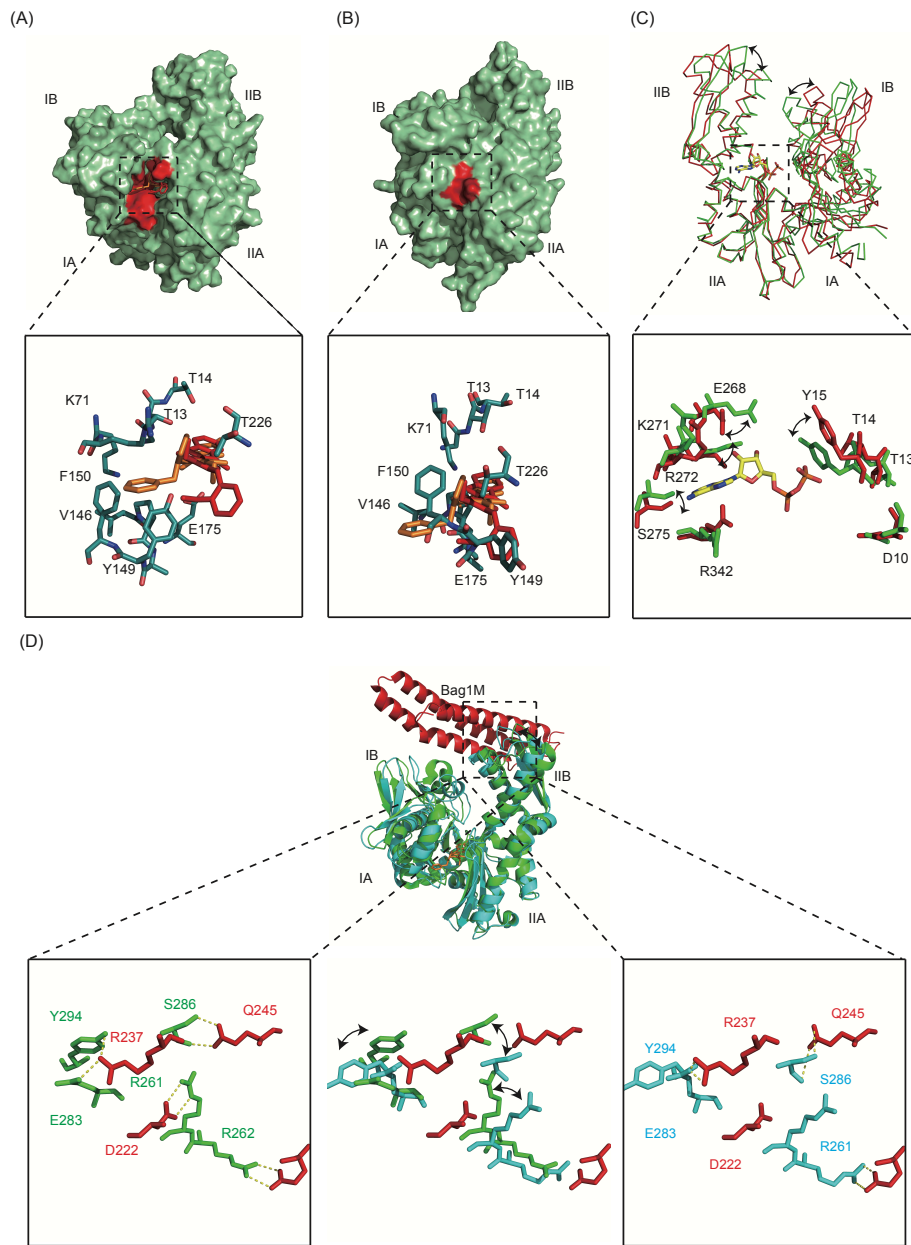 (A)
(B)
(C)
IB
IIB
IA
IIA
IB
IIB
IA
IIA
IIB
IB
IIA
IA
K71
T14
T13
T226
F150
V146
E175
Y149
T13
T14
K71
F150
T226
V146
E175
Y149
E268
Y15
K271
T14
T13
R272
S275
R342
D10
(D)
Bag1M
IB
IIB
IA
IIA
Y294
S286
Q245
R237
R261
E283
R262
D222
Q245
R237
Y294
S286
E283
D222
R261